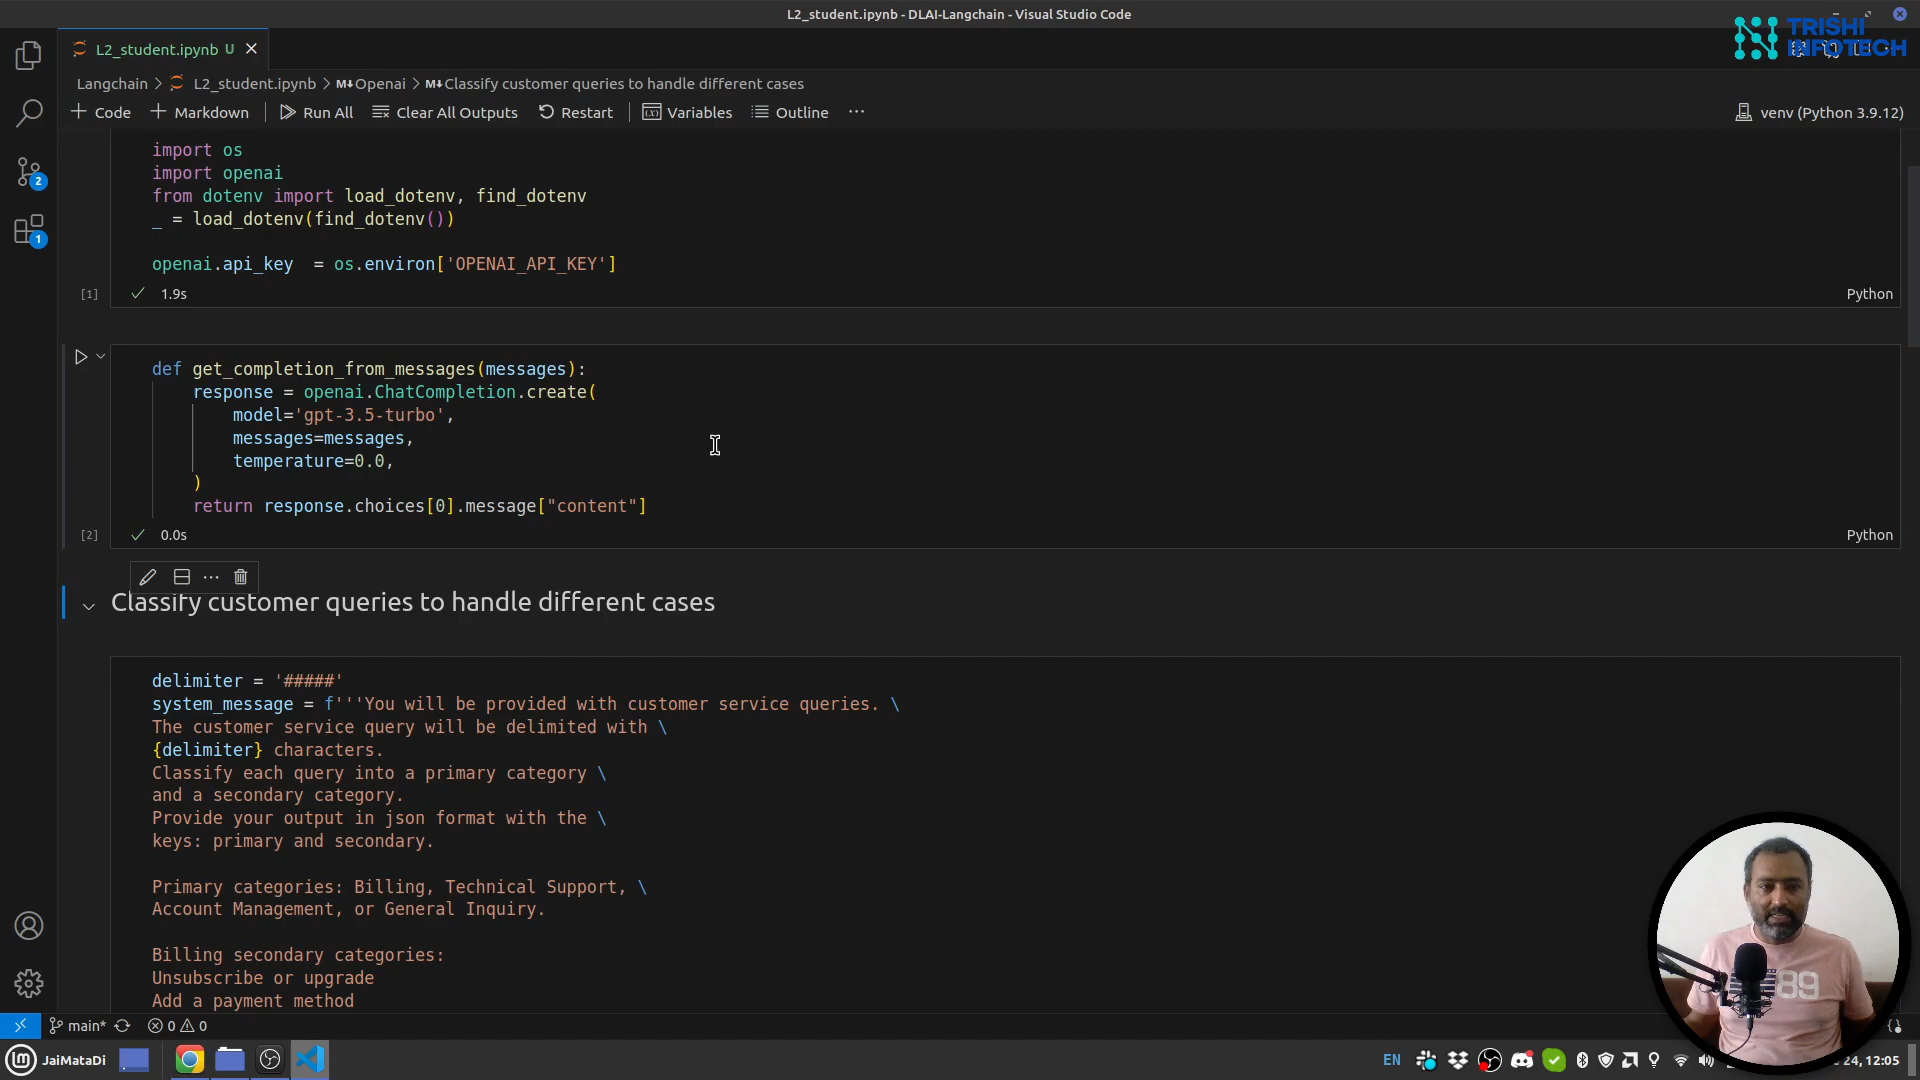 L2_student.ipynb - DLAI-Langchain - Visual Studio Code
TRISHI
INFOTECH
L2_student.ipynb U
Langchain > L2_student.ipynb > M↓Openai > M↓Classify customer queries to handle different cases
+ Code + Markdown Run All Clear All Outputs Restart Variables Outline ··· venv (Python 3.9.12)
2
1
import os
import openai
from dotenv import load_dotenv, find_dotenv
_ = load_dotenv(find_dotenv())
openai.api_key  = os.environ['OPENAI_API_KEY']
[1] 1.9s Python
def get_completion_from_messages(messages):
    response = openai.ChatCompletion.create(
        model='gpt-3.5-turbo',
        messages=messages,
        temperature=0.0,
    )
    return response.choices[0].message["content"]
[2] 0.0s Python
Classify customer queries to handle different cases
delimiter = '#####'
system_message = f'''You will be provided with customer service queries. \
The customer service query will be delimited with \
{delimiter} characters.
Classify each query into a primary category \
and a secondary category.
Provide your output in json format with the \
keys: primary and secondary.
Primary categories: Billing, Technical Support, \
Account Management, or General Inquiry.
Billing secondary categories:
Unsubscribe or upgrade
Add a payment method
89
main* 0 0
JaiMataDi EN 24, 12:05